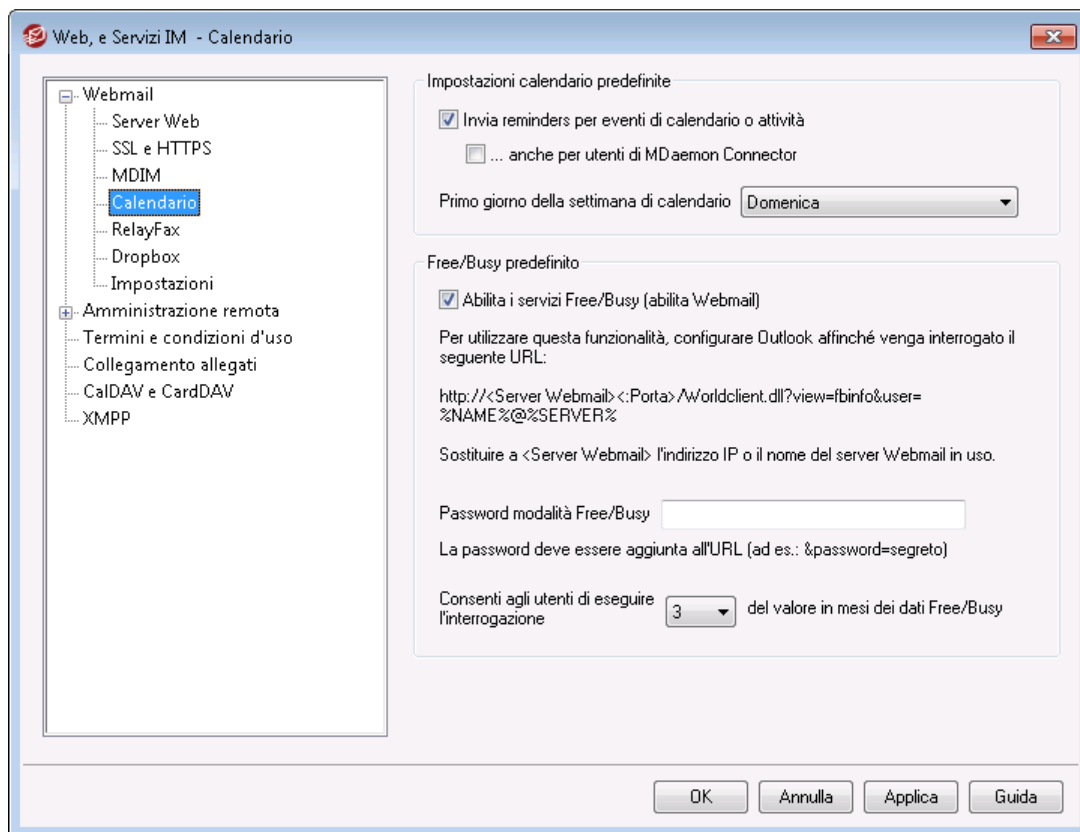 Web, e Servizi IM - Calendario
Webmail
Server Web
SSL e HTTPS
MDIM
Calendario
RelayFax
Dropbox
Impostazioni
Amministrazione remota
Termini e condizioni d'uso
Collegamento allegati
CalDAV e CardDAV
XMPP
Impostazioni calendario predefinite
Invia reminders per eventi di calendario o attività
... anche per utenti di MDaemon Connector
Primo giorno della settimana di calendario Domenica
Free/Busy predefinito
Abilita i servizi Free/Busy (abilita Webmail)
Per utilizzare questa funzionalità, configurare Outlook affinché venga interrogato il
seguente URL:
http://<Server Webmail><:Porta>/Worldclient.dll?view=fbinfo&user=
%NAME%@%SERVER%
Sostituire a <Server Webmail> l'indirizzo IP o il nome del server Webmail in uso.
Password modalità Free/Busy
La password deve essere aggiunta all'URL (ad es.: &password=segreto)
Consenti agli utenti di eseguire
l'interrogazione 3 del valore in mesi dei dati Free/Busy
OK Annulla Applica Guida